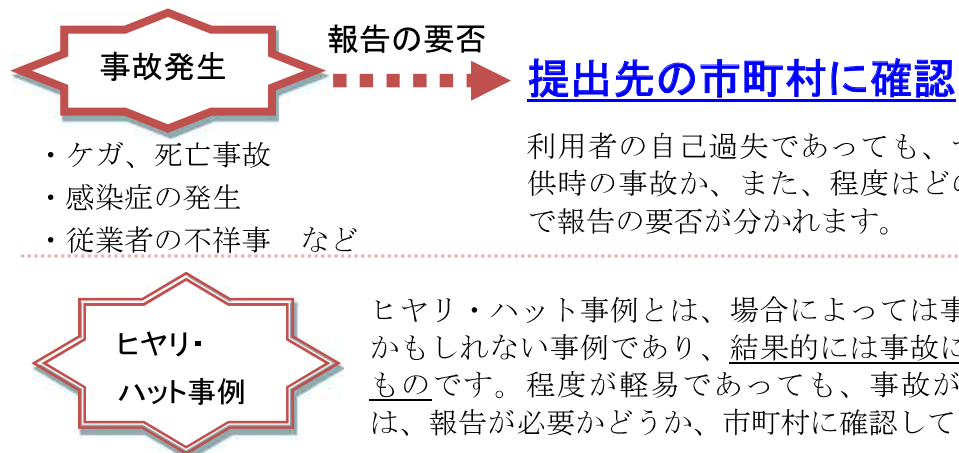 事故発生
報告の要否
提出先の市町村に確認
・ケガ、死亡事故
・感染症の発生
・従業者の不祥事　など
利用者の自己過失であっても、
供時の事故か、また、程度はどの
で報告の要否が分かれます。
ヒヤリ・
ハット事例
ヒヤリ・ハット事例とは、場合によっては事
かもしれない事例であり、結果的には事故に
ものです。程度が軽易であっても、事故が
は、報告が必要かどうか、市町村に確認して